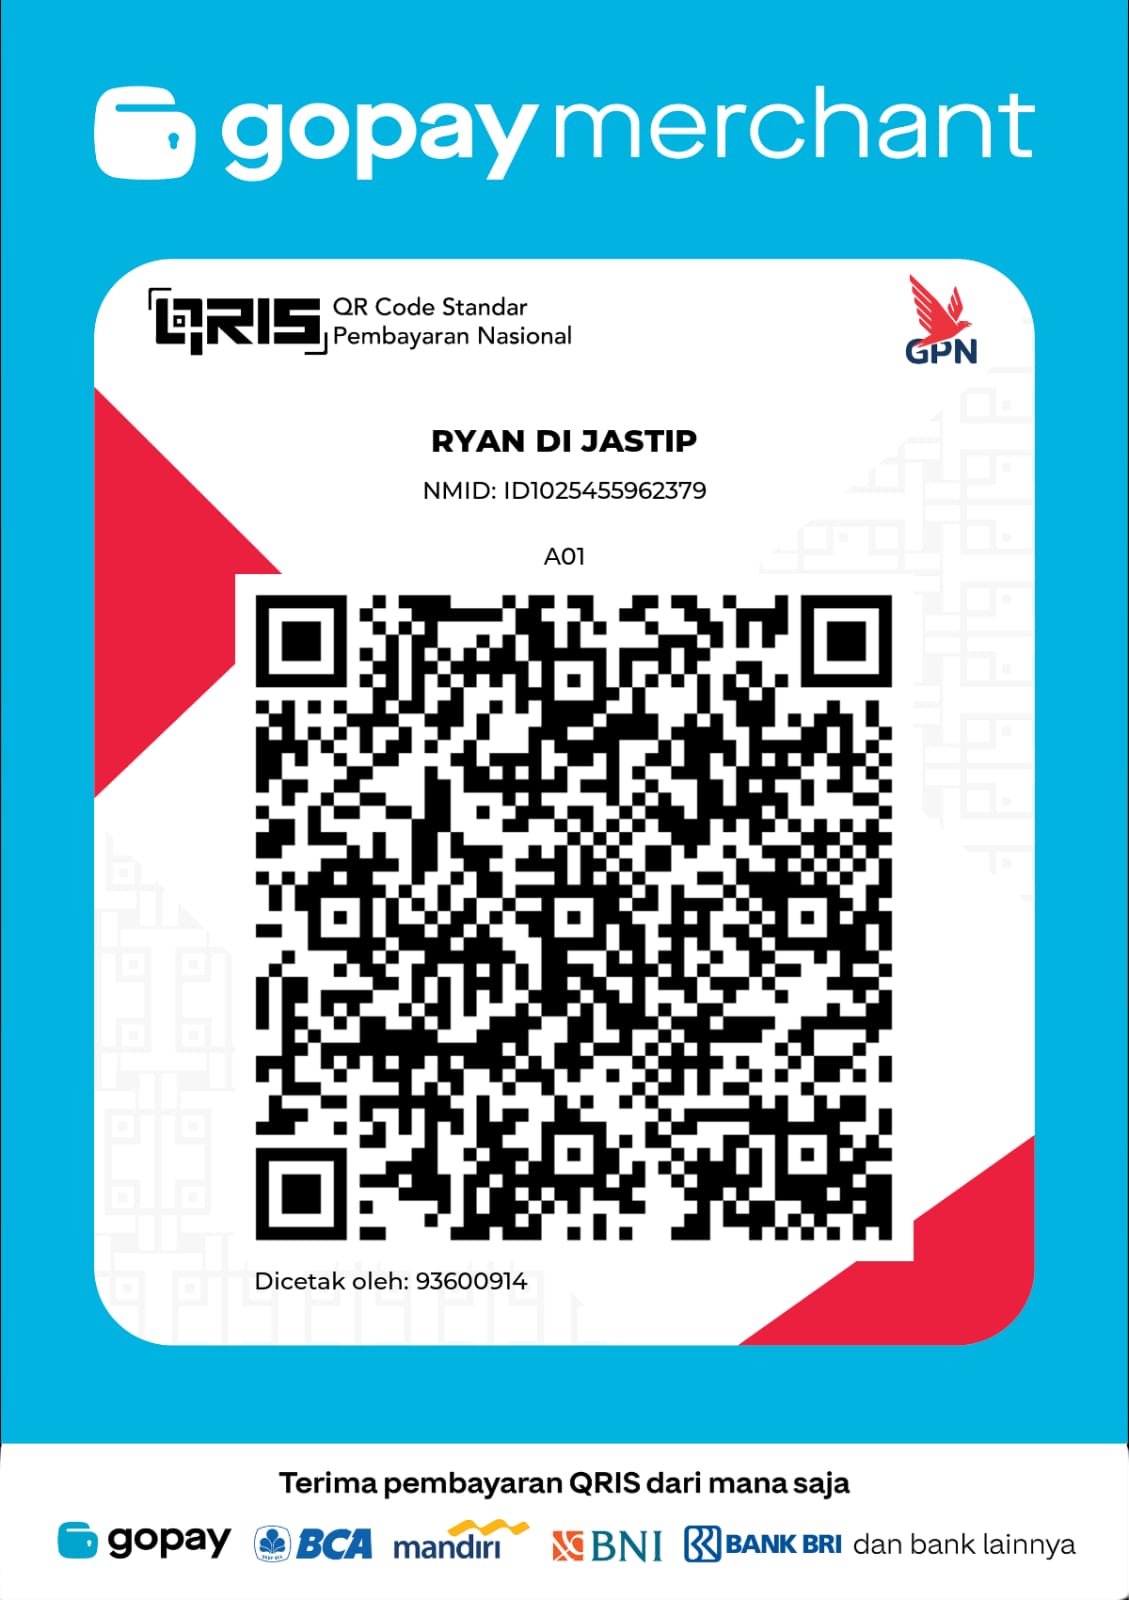 gopay merchant
QRIS QR Code Standar
Pembayaran Nasional
GPN
RYAN DI JASTIP
NMID: ID1025455962379
A01
Dicetak oleh: 93600914
Terima pembayaran QRIS dari mana saja
gopay BCA mandiri BNI BANK BRI dan bank lainnya